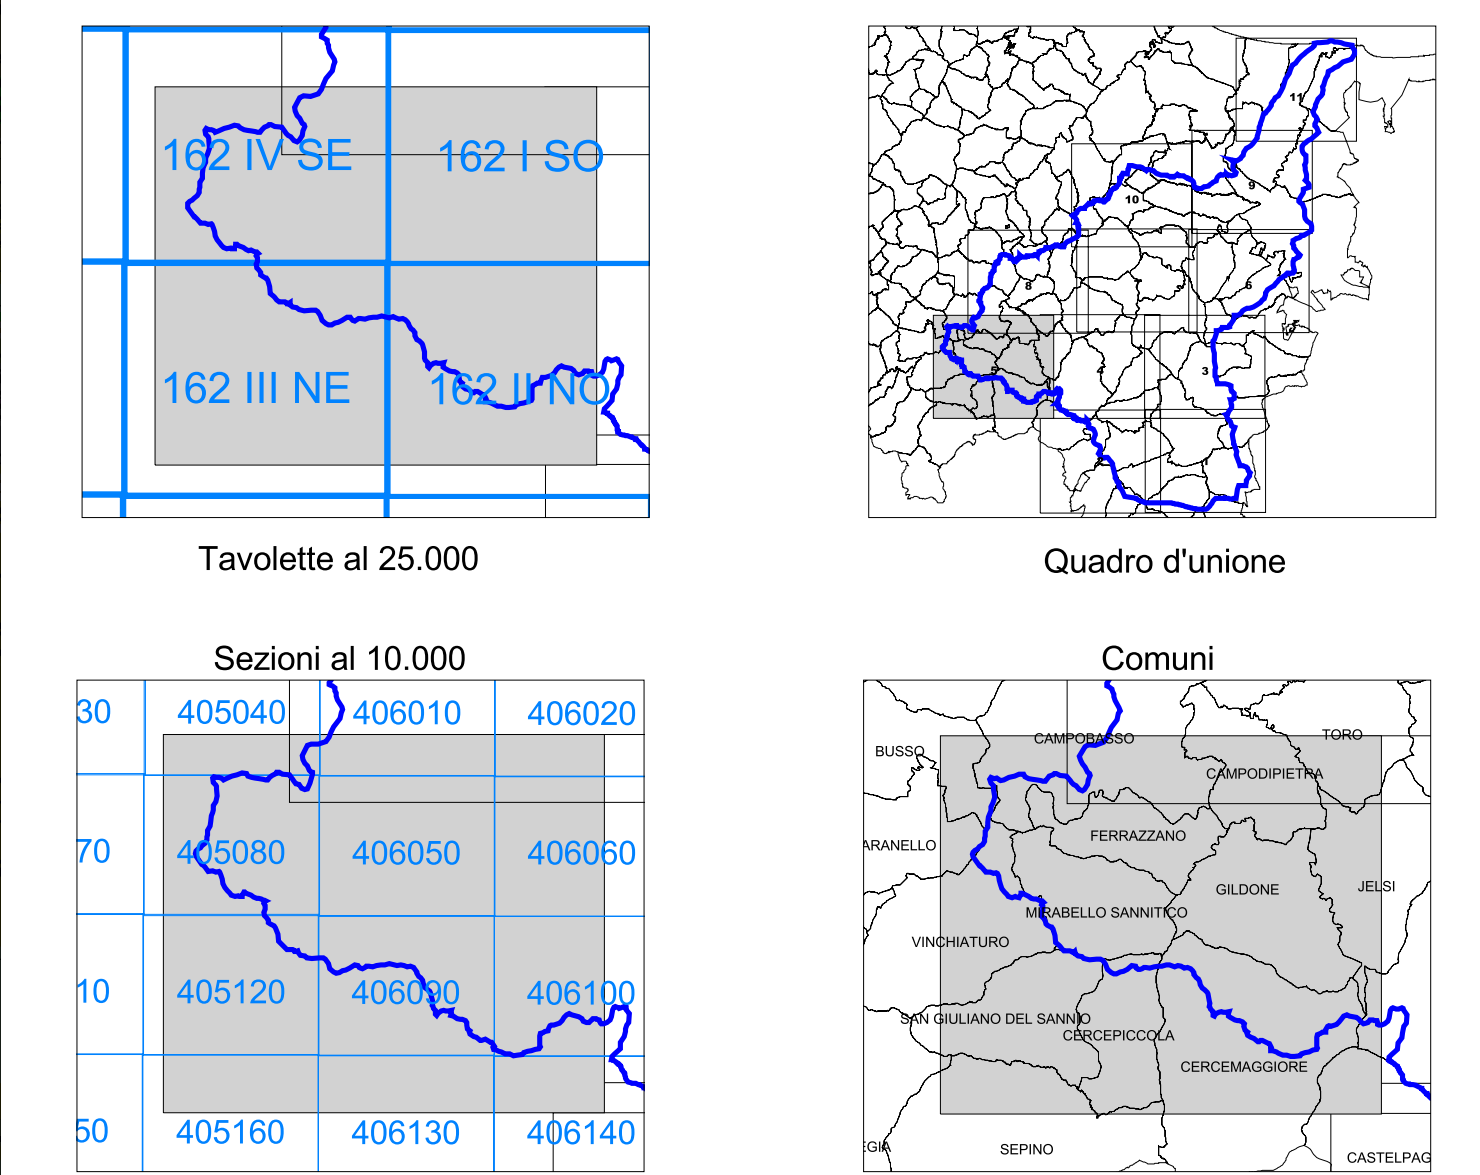 162 IV SE
162 I SO
162 III NE
162 II NO
Tavolette al 25.000
11
9
10
8
6
4
3
Quadro d'unione
Sezioni al 10.000
30
405040
406010
406020
70
405080
406050
406060
10
405120
406090
406100
50
405160
406130
406140
Comuni
CAMPOBASSO
TORO
BUSSO
CAMPODIPIETRA
FERRAZZANO
ARANELLO
GILDONE
JELSI
MIRABELLO SANNITICO
VINCHIATURO
SAN GIULIANO DEL SANNIO
CERCEPICCOLA
CERCEMAGGIORE
SEPINO
EGIA
CASTELPAG